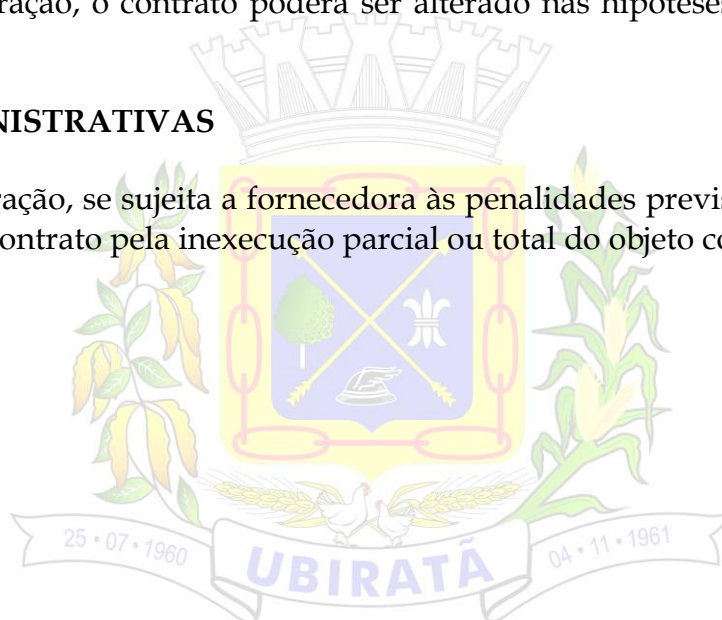 ração, o contrato poderá ser alterado nas hipóteses
NISTRATIVAS
ração, se sujeita a fornecedora às penalidades previs
contrato pela inexecução parcial ou total do objeto co
25 • 07 • 1960
UBIRATÃ
04 • 11 • 1961